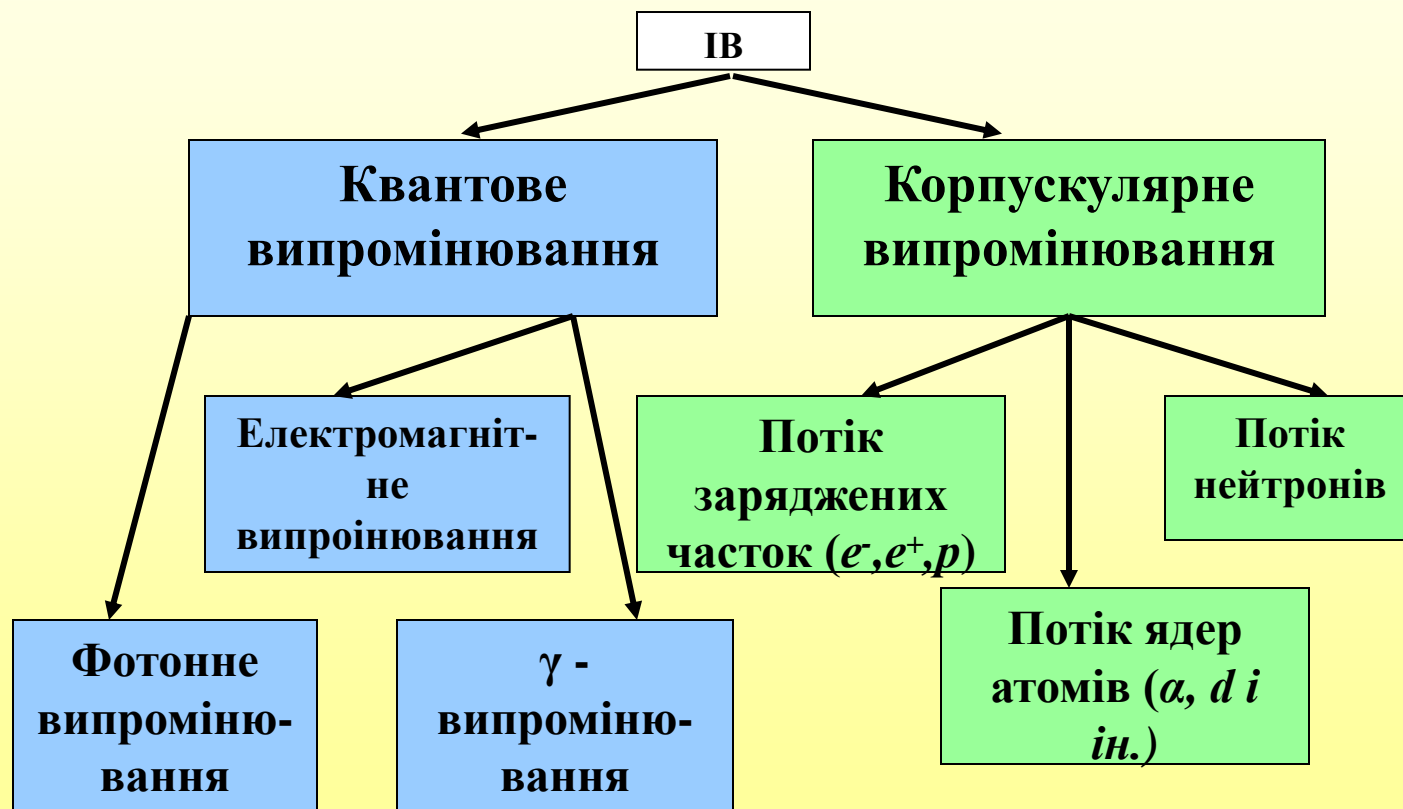 ІВ
Квантове
випромінювання
Корпускулярне
випромінювання
Електромагніт-
не
випроінювання
Потік
заряджених
часток (e-,e+,p)
Потік
нейтронів
Фотонне
випроміню-
вання
γ -
випроміню-
вання
Потік ядер
атомів (α, d і
ін.)